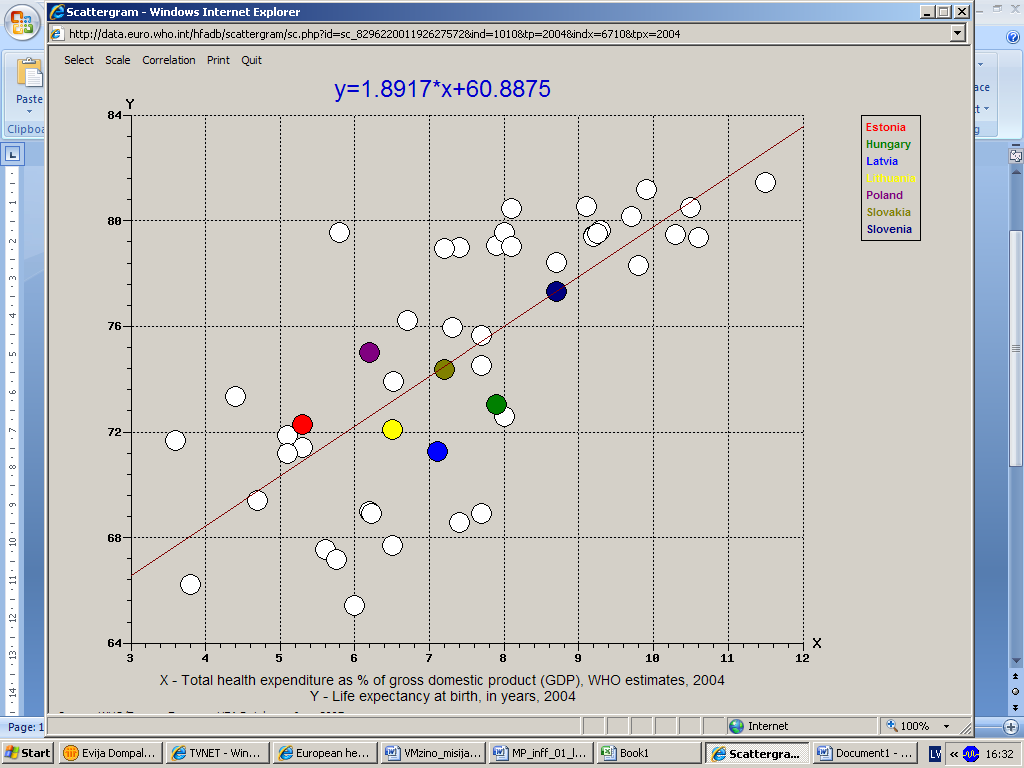 Scattergram - Windows Internet Explorer
http://data.euro.who.int/hfadb/scattergram/sc.php?id=sc_8296220011926275572&ind=1010&tp=2004&indx=6710&tpx=2004
Select Scale Correlation Print Quit
Paste
Clipboa
y=1.8917*x+60.8875
Y
84
80
76
72
68
64
3 4 5 6 7 8 9 10 11 12
X
Estonia
Hungary
Latvia
Lithuania
Poland
Slovakia
Slovenia
X - Total health expenditure as % of gross domestic product (GDP), WHO estimates, 2004
Y - Life expectancy at birth, in years, 2004
Page: 1
Internet 100%
Start Evija Dompal... TVNET - Win... European he... VMzino_misija... MP_inff_01_l... Book1 Scattergra... Document1 - ... LV « 16:32